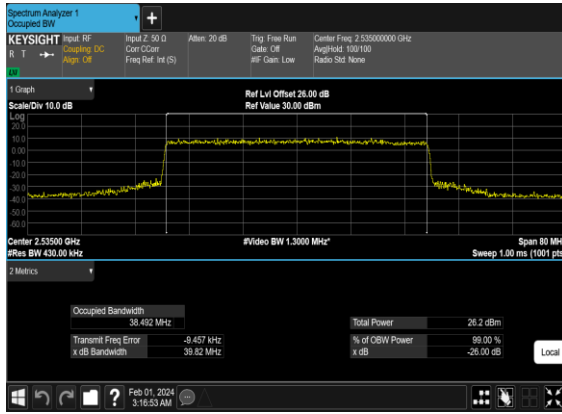 Spectrum Analyzer 1
Occupied BW
+
KEYSIGHT Input: RF Input Z: 50 Ω Atten: 20 dB Trig: Free Run Center Freq: 2.535000000 GHz
R T Coupling: DC Corr CCorr Gate: Off Avg|Hold: 100/100
Align: Off Freq Ref: Int (S) #IF Gain: Low Radio Std: None
LXI
1 Graph Ref Lvl Offset 26.00 dB
Scale/Div 10.0 dB Ref Value 30.00 dBm
Log
20.0
10.0
0.00
-10.0
-20.0
-30.0
-40.0
-50.0
-60.0
Center 2.53500 GHz #Video BW 1.3000 MHz* Span 80 MH
#Res BW 430.00 kHz Sweep 1.00 ms (1001 pts
2 Metrics
Occupied Bandwidth
38.492 MHz Total Power 26.2 dBm
Transmit Freq Error -9.457 kHz % of OBW Power 99.00 %
x dB Bandwidth 39.82 MHz x dB -26.00 dB
Local
? Feb 01, 2024
3:16:53 AM